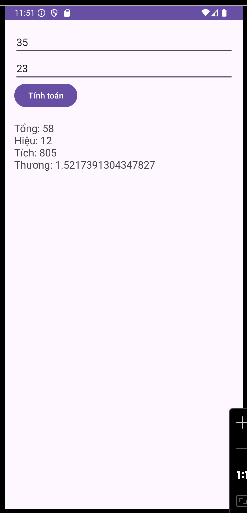 11:51
35
23
Tính toán
Tổng: 58
Hiệu: 12
Tích: 805
Thương: 1.5217391304347827